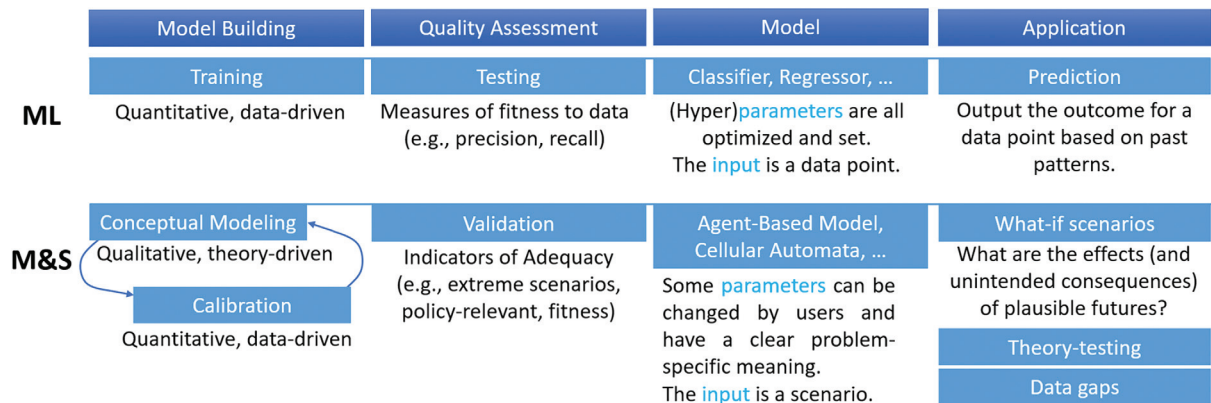 Model Building
Quality Assessment
Model
Application
ML
Training
Quantitative, data-driven
Testing
Measures of fitness to data
(e.g., precision, recall)
Classifier, Regressor, ...
(Hyper)parameters are all
optimized and set.
The input is a data point.
Prediction
Output the outcome for a
data point based on past
patterns.
M&S
Conceptual Modeling
Qualitative, theory-driven
Calibration
Quantitative, data-driven
Validation
Indicators of Adequacy
(e.g., extreme scenarios,
policy-relevant, fitness)
Agent-Based Model,
Cellular Automata, ...
Some parameters can be
changed by users and
have a clear problem-
specific meaning.
The input is a scenario.
What-if scenarios
What are the effects (and
unintended consequences)
of plausible futures?
Theory-testing
Data gaps